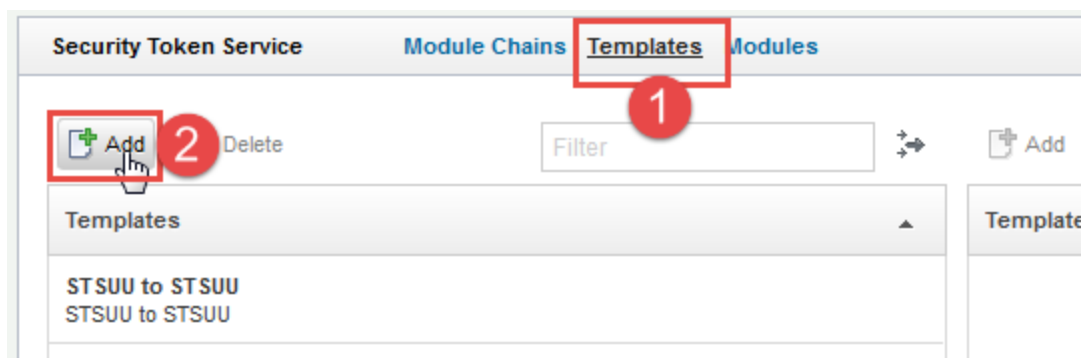 Security Token Service Module Chains Templates Modules
1
Add 2 Delete Filter Add
Templates Template
STSUU to STSUU
STSUU to STSUU